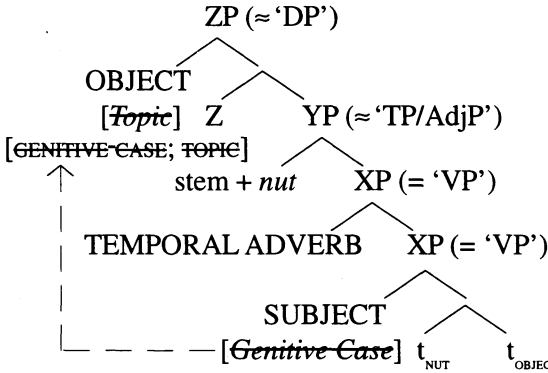 ZP (≈ ‘DP’)
OBJECT
[Topic] Z YP (≈ ‘TP/AdjP’)
[GENITIVE CASE; TOPIC]
stem + nut XP (= ‘VP’)
TEMPORAL ADVERB XP (= ‘VP’)
SUBJECT
[Genitive Case] tNUT tOBJEC